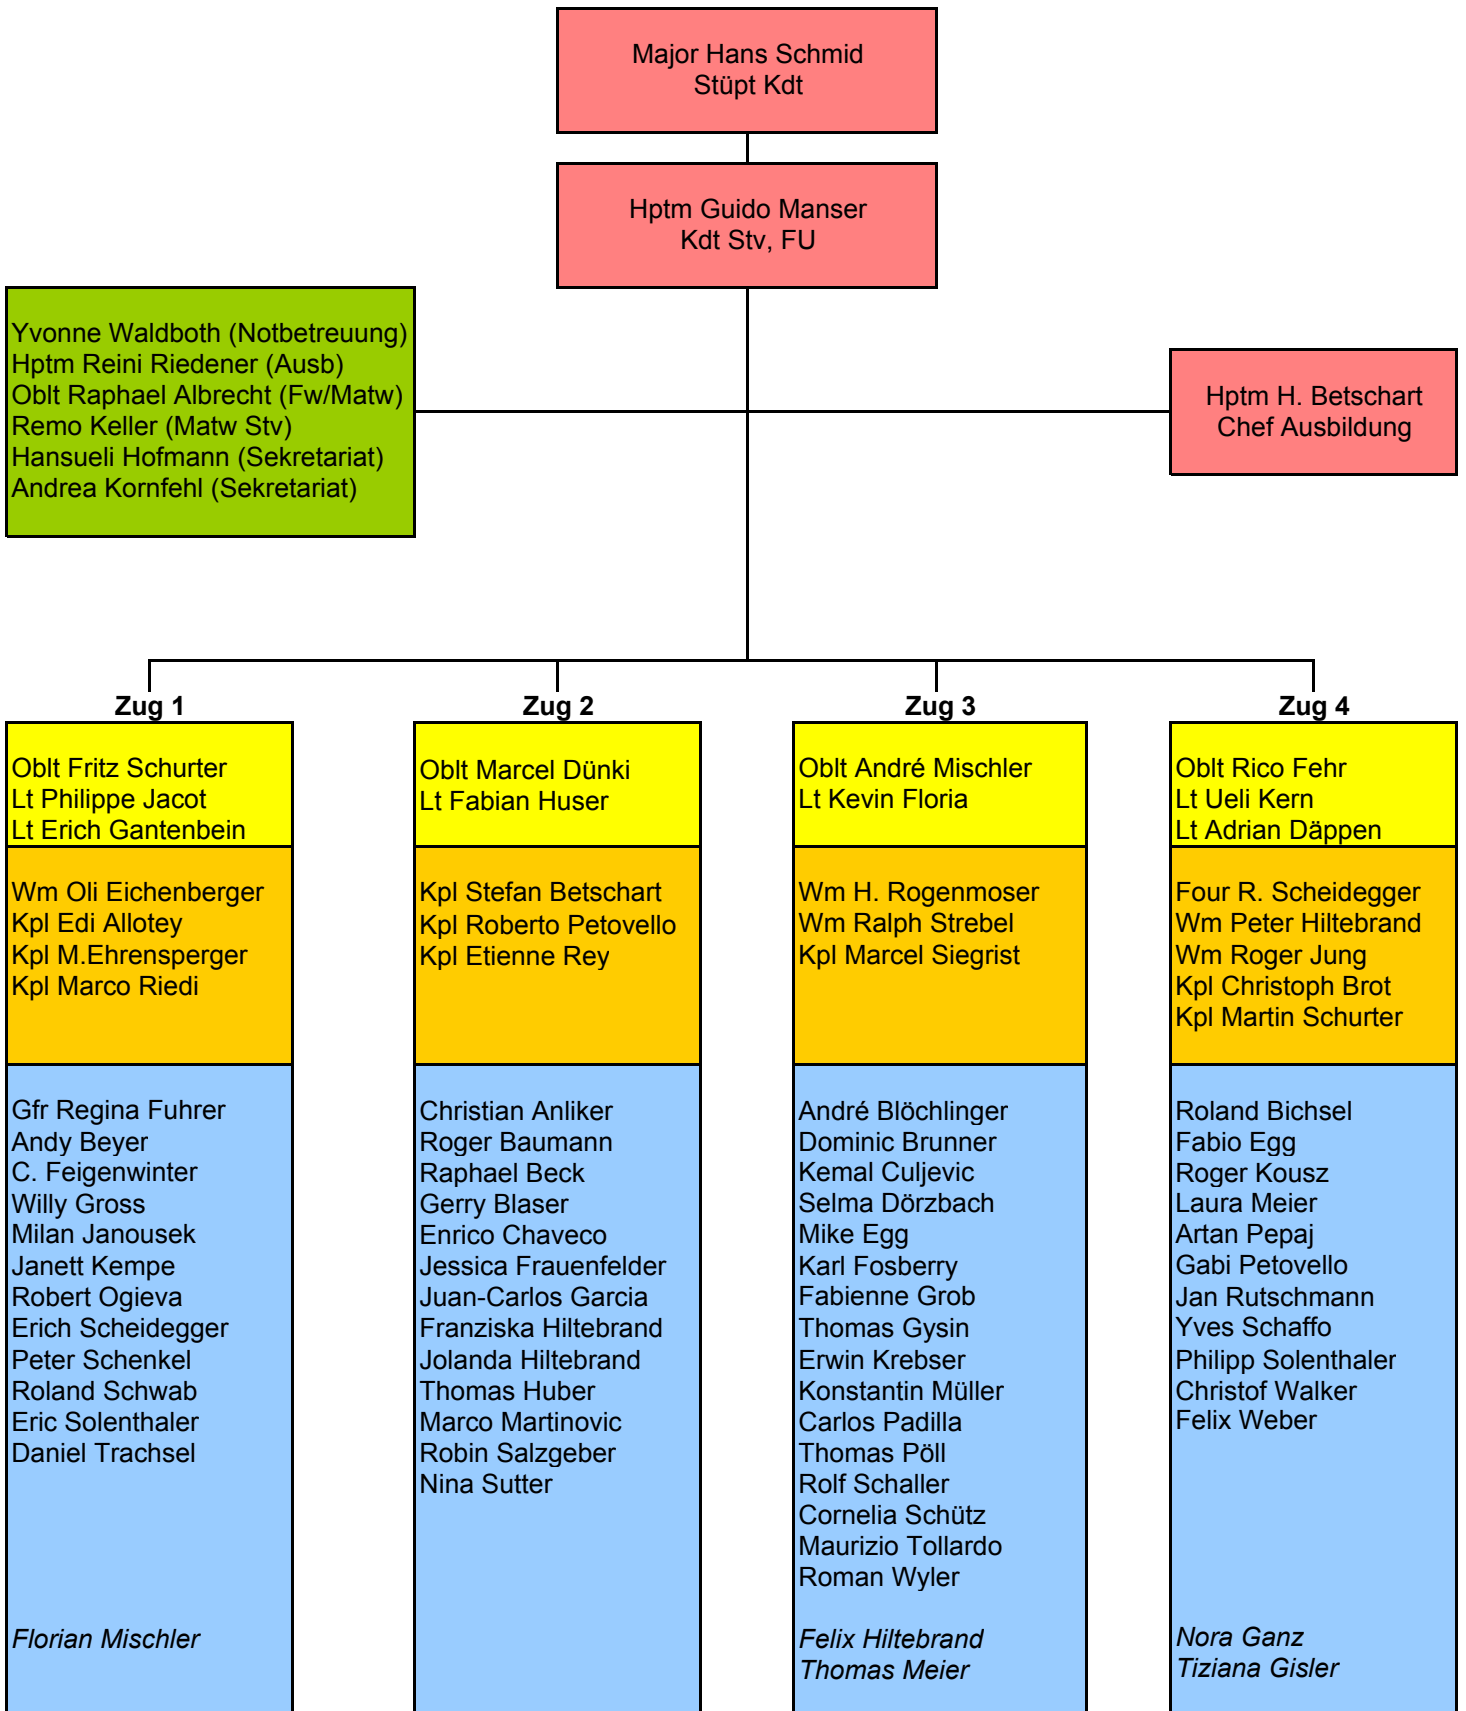 Major Hans Schmid
Stüpt Kdt
Hptm Guido Manser
Kdt Stv, FU
Yvonne Waldboth (Notbetreuung)
Hptm Reini Riedener (Ausb)
Oblt Raphael Albrecht (Fw/Matw)
Remo Keller (Matw Stv)
Hansueli Hofmann (Sekretariat)
Andrea Kornfehl (Sekretariat)
Hptm H. Betschart
Chef Ausbildung
Zug 1
Oblt Fritz Schurter
Lt Philippe Jacot
Lt Erich Gantenbein
Wm Oli Eichenberger
Kpl Edi Allotey
Kpl M.Ehrensperger
Kpl Marco Riedi
Gfr Regina Fuhrer
Andy Beyer
C. Feigenwinter
Willy Gross
Milan Janousek
Janett Kempe
Robert Ogieva
Erich Scheidegger
Peter Schenkel
Roland Schwab
Eric Solenthaler
Daniel Trachsel
Florian Mischler
Zug 2
Oblt Marcel Dünki
Lt Fabian Huser
Kpl Stefan Betschart
Kpl Roberto Petovello
Kpl Etienne Rey
Christian Anliker
Roger Baumann
Raphael Beck
Gerry Blaser
Enrico Chaveco
Jessica Frauenfelder
Juan-Carlos Garcia
Franziska Hiltebrand
Jolanda Hiltebrand
Thomas Huber
Marco Martinovic
Robin Salzgeber
Nina Sutter
Zug 3
Oblt André Mischler
Lt Kevin Floria
Wm H. Rogenmoser
Wm Ralph Strebel
Kpl Marcel Siegrist
André Blöchlinger
Dominic Brunner
Kemal Culjevic
Selma Dörzbach
Mike Egg
Karl Fosberry
Fabienne Grob
Thomas Gysin
Erwin Krebser
Konstantin Müller
Carlos Padilla
Thomas Pöll
Rolf Schaller
Cornelia Schütz
Maurizio Tollardo
Roman Wyler
Felix Hiltebrand
Thomas Meier
Zug 4
Oblt Rico Fehr
Lt Ueli Kern
Lt Adrian Däppen
Four R. Scheidegger
Wm Peter Hiltebrand
Wm Roger Jung
Kpl Christoph Brot
Kpl Martin Schurter
Roland Bichsel
Fabio Egg
Roger Kousz
Laura Meier
Artan Pepaj
Gabi Petovello
Jan Rutschmann
Yves Schaffo
Philipp Solenthaler
Christof Walker
Felix Weber
Nora Ganz
Tiziana Gisler